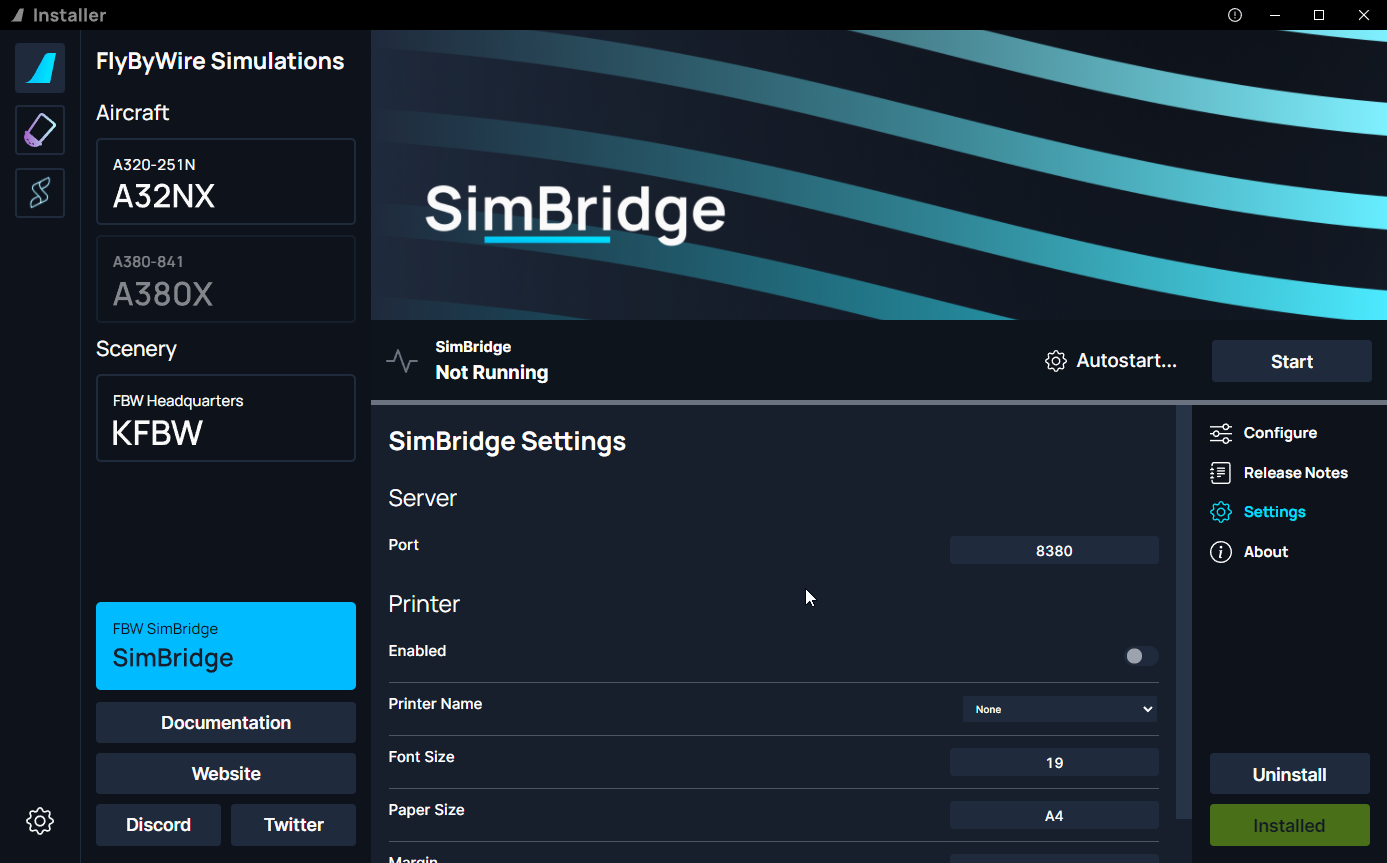 Installer
FlyByWire Simulations
Aircraft
A320-251N
A32NX
A380-841
A380X
Scenery
FBW Headquarters
KFBW
FBW SimBridge
SimBridge
Documentation
Website
Discord
Twitter
SimBridge
SimBridge
Not Running
Autostart...
Start
SimBridge Settings
Server
Port
8380
Printer
Enabled
Printer Name
None
Font Size
19
Paper Size
A4
Margin
Configure
Release Notes
Settings
About
Uninstall
Installed